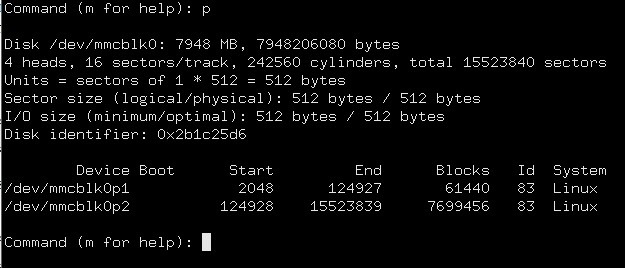 Command (m for help): p
Disk /dev/mmcblk0: 7948 MB, 7948206080 bytes
4 heads, 16 sectors/track, 242560 cylinders, total 15523840 sectors
Units = sectors of 1 * 512 = 512 bytes
Sector size (logical/physical): 512 bytes / 512 bytes
I/O size (minimum/optimal): 512 bytes / 512 bytes
Disk identifier: 0x2b1c25d6
Device Boot Start End Blocks Id System
/dev/mmcblk0p1 2048 124927 61440 83 Linux
/dev/mmcblk0p2 124928 15523839 7699456 83 Linux
Command (m for help):